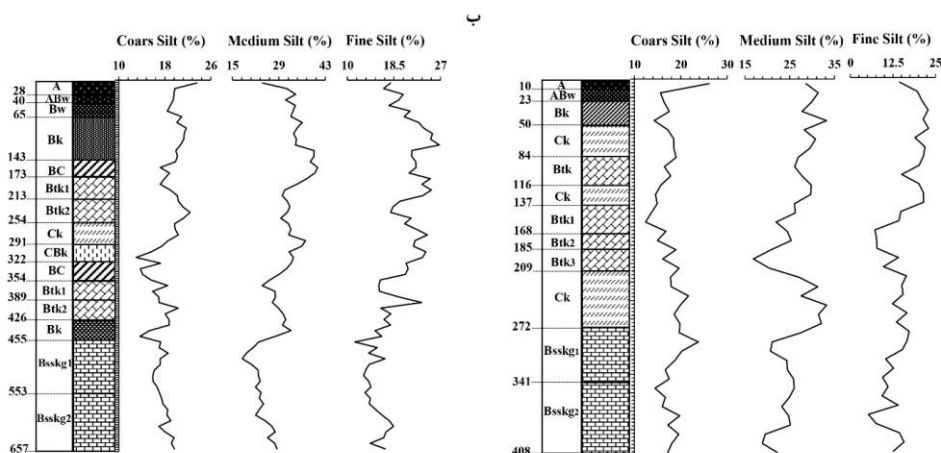 ب
Coars Silt (%) Medium Silt (%) Fine Silt (%)
10 18 26 15 29 43 10 18.5 27
A
28
ABw
40
Bw
65
Bk
143
BC
173
Btk1
213
Btk2
254
Ck
291
CBk
322
BC
354
Btk1
389
Btk2
426
Bk
455
Bsskg1
553
Bsskg2
657
Coars Silt (%) Medium Silt (%) Fine Silt (%)
10 20 30 15 25 35 0 12.5 25
A
10
ABw
23
Bk
50
Ck
84
Btk
116
Ck
137
Btk1
168
Btk2
185
Btk3
209
Ck
272
Bsskg1
341
Bsskg2
408